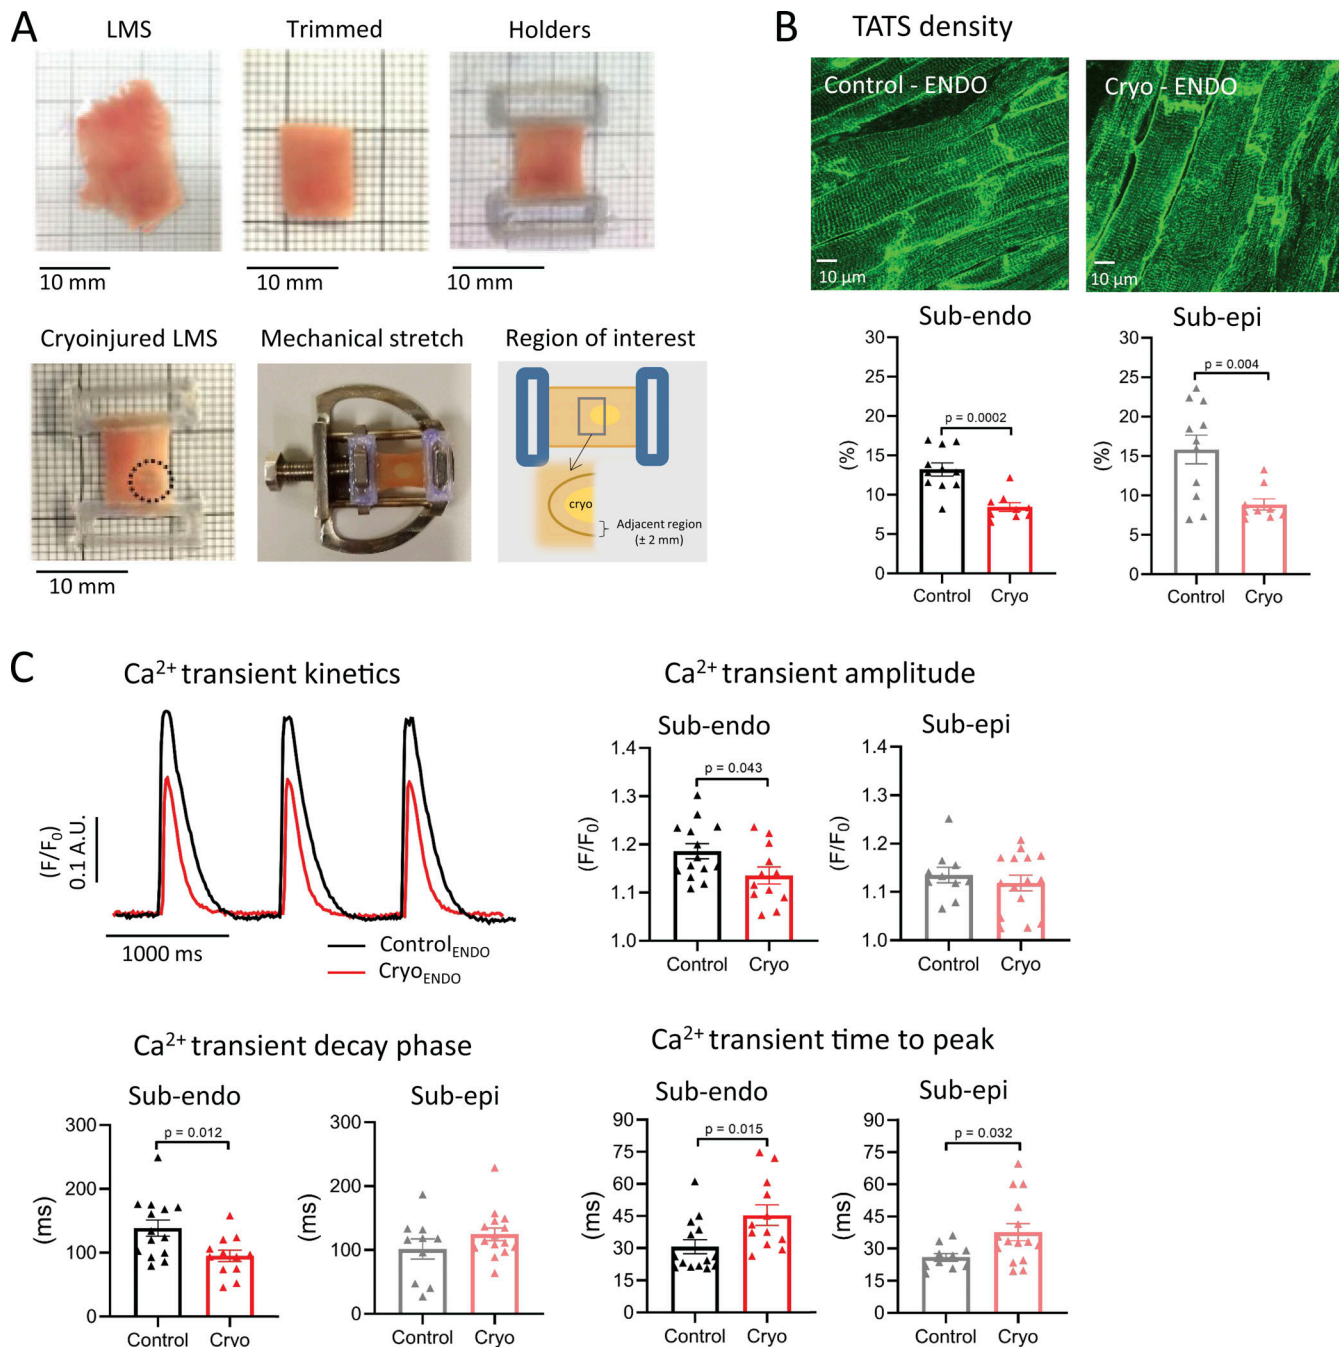 A
LMS
Trimmed
Holders
10 mm
10 mm
10 mm
Cryoinjured LMS
Mechanical stretch
Region of interest
cryo
Adjacent region
(± 2 mm)
10 mm
B
TATS density
Control - ENDO
Cryo - ENDO
10 µm
10 µm
Sub-endo
30
25
20
15
10
5
0
(%)
p = 0.0002
Control
Cryo
Sub-epi
30
25
20
15
10
5
0
(%)
p = 0.004
Control
Cryo
C
Ca²⁺ transient kinetics
(F/F₀)
0.1 A.U.
1000 ms
Control ENDO
Cryo ENDO
Ca²⁺ transient amplitude
Sub-endo
1.4
1.3
1.2
1.1
1.0
(F/F₀)
p = 0.043
Control
Cryo
Sub-epi
1.4
1.3
1.2
1.1
1.0
(F/F₀)
Control
Cryo
Ca²⁺ transient decay phase
Sub-endo
300
200
100
0
(ms)
p = 0.012
Control
Cryo
Sub-epi
300
200
100
0
(ms)
Control
Cryo
Ca²⁺ transient time to peak
Sub-endo
90
75
60
45
30
15
0
(ms)
p = 0.015
Control
Cryo
Sub-epi
90
75
60
45
30
15
0
(ms)
p = 0.032
Control
Cryo